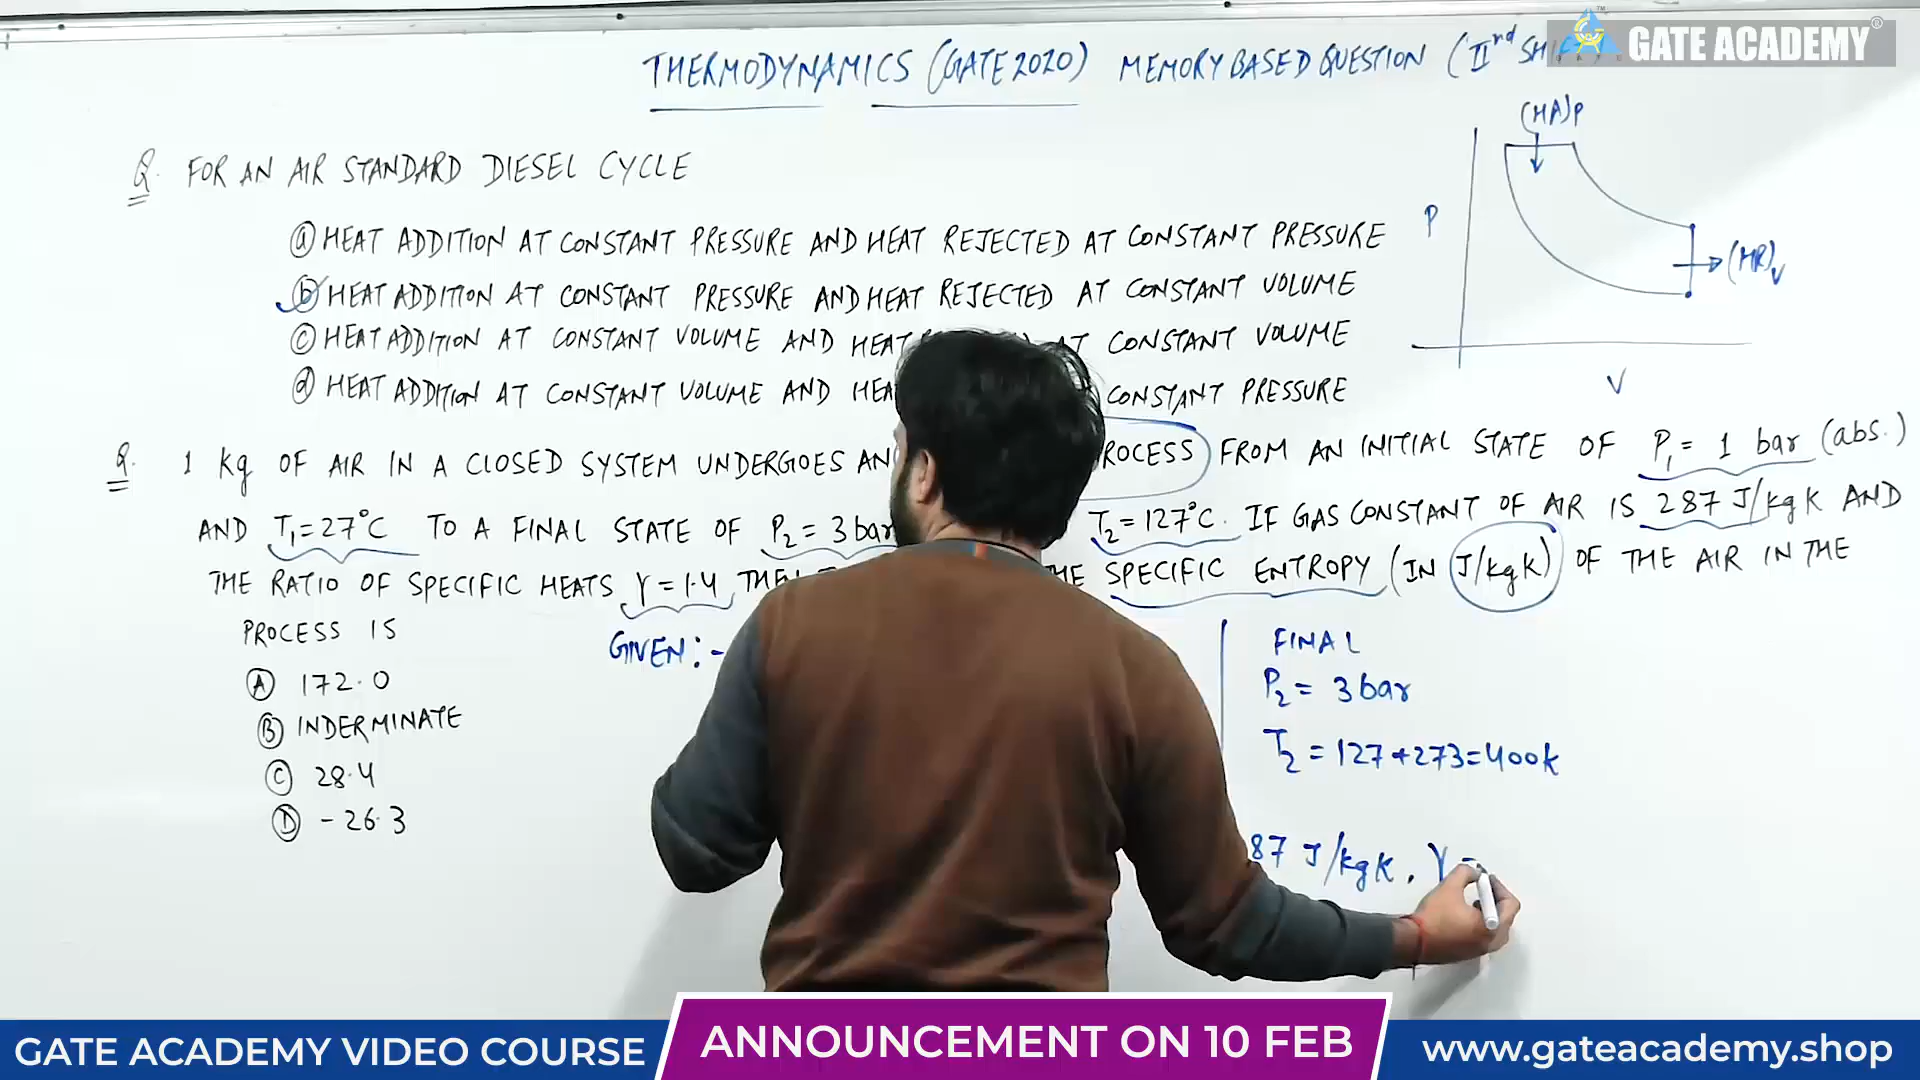 THERMODYNAMICS (GATE 2020) MEMORY BASED QUESTION (IInd SH
GATE ACADEMY
Q. FOR AN AIR STANDARD DIESEL CYCLE
(a) HEAT ADDITION AT CONSTANT PRESSURE AND HEAT REJECTED AT CONSTANT PRESSURE
(b) HEAT ADDITION AT CONSTANT PRESSURE AND HEAT REJECTED AT CONSTANT VOLUME
(c) HEAT ADDITION AT CONSTANT VOLUME AND HEAT AT CONSTANT VOLUME
(d) HEAT ADDITION AT CONSTANT VOLUME AND HEA CONSTANT PRESSURE
(HA)P
P
(HR)V
V
Q. 1 kg OF AIR IN A CLOSED SYSTEM UNDERGOES AN ROCESS FROM AN INITIAL STATE OF P1 = 1 bar (abs.)
AND T1=27°C TO A FINAL STATE OF P2 = 3 bar T2=127°C. IF GAS CONSTANT OF AIR IS 287 J/kgK AND
THE RATIO OF SPECIFIC HEATS γ=1.4 SPECIFIC ENTROPY (IN J/kgK) OF THE AIR IN THE
PROCESS IS
(A) 172.0
(B) INDERMINATE
(C) 28.4
(D) -26.3
GIVEN:-
FINAL
P2 = 3 bar
T2 = 127+273=400k
87 J/kgK, γ =
GATE ACADEMY VIDEO COURSE
ANNOUNCEMENT ON 10 FEB
www.gateacademy.shop